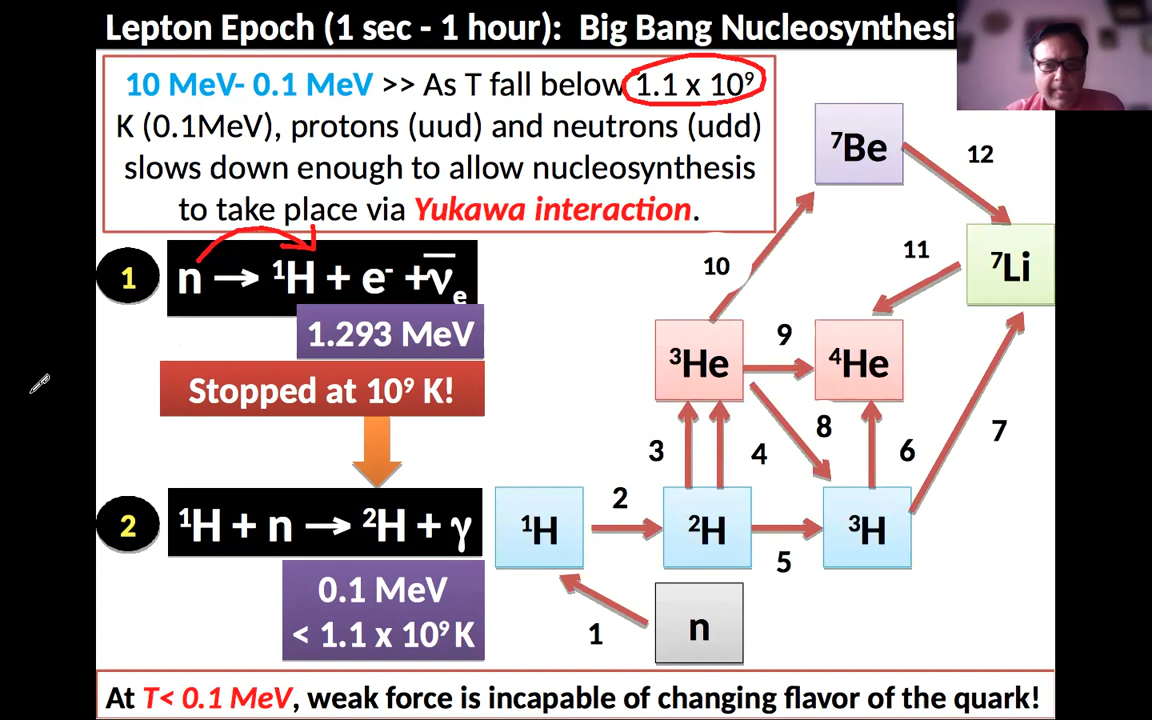 Lepton Epoch (1 sec - 1 hour): Big Bang Nucleosynthesi
10 MeV- 0.1 MeV >> As T fall below 1.1 x 10⁹
K (0.1MeV), protons (uud) and neutrons (udd)
slows down enough to allow nucleosynthesis
to take place via Yukawa interaction.
1
n → ¹H + e⁻ + ν̅ₑ
1.293 MeV
Stopped at 10⁹ K!
2
¹H + n → ²H + γ
0.1 MeV
< 1.1 x 10⁹ K
⁷Be
12
10
11
⁷Li
³He
9
⁴He
3
4
8
6
7
¹H
2
²H
5
³H
1
n
At T< 0.1 MeV, weak force is incapable of changing flavor of the quark!